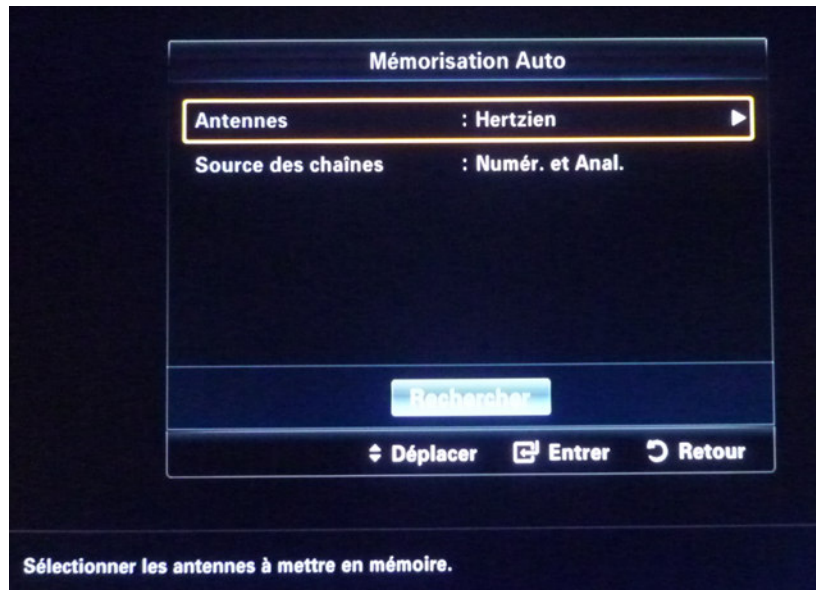 Mémorisation Auto
Antennes : Hertzien
Source des chaînes : Numér. et Anal.
Rechercher
Déplacer Entrer Retour
Sélectionner les antennes à mettre en mémoire.